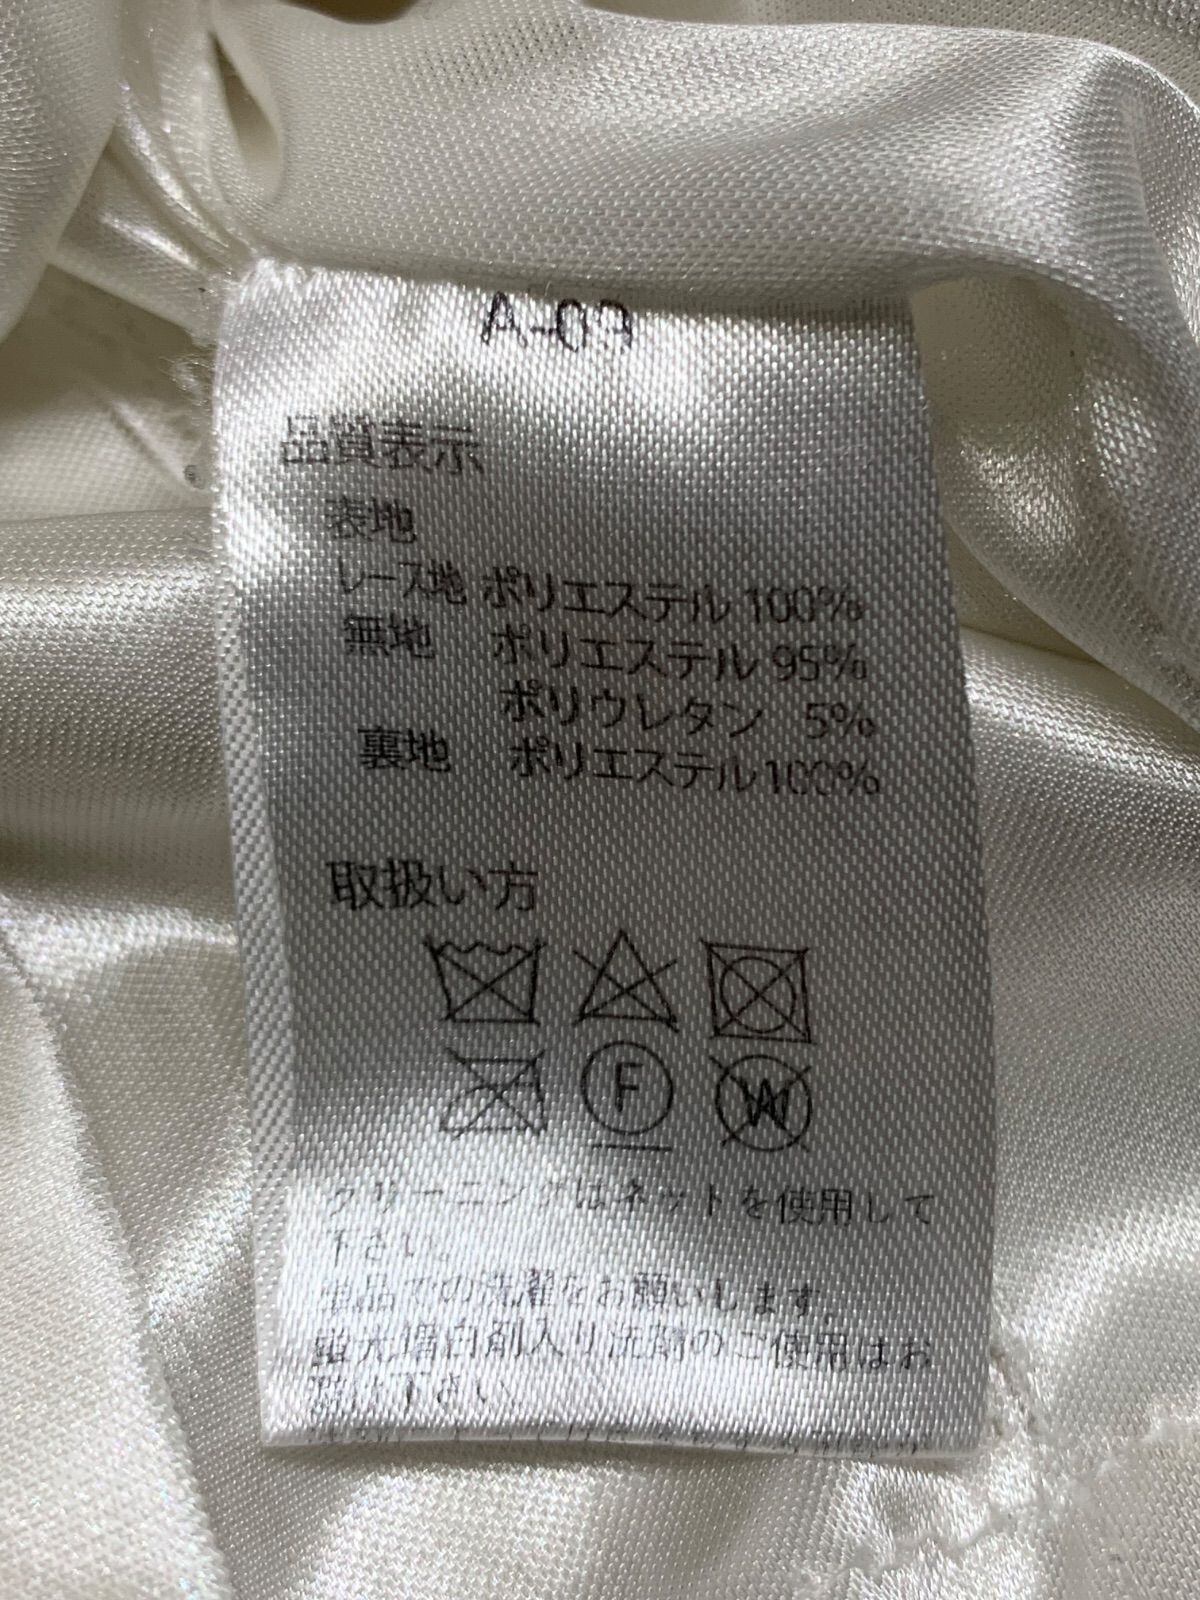 A-09
品質表示
表地
レース地 ポリエステル 100%
無地 ポリエステル 95%
ポリウレタン 5%
裏地 ポリエステル100%
取扱い方
F
W
クリーニングはネットを使用して
下さい。
単品での洗濯をお願いします。
蛍光増白剤入り洗剤のご使用はお
避け下さい。